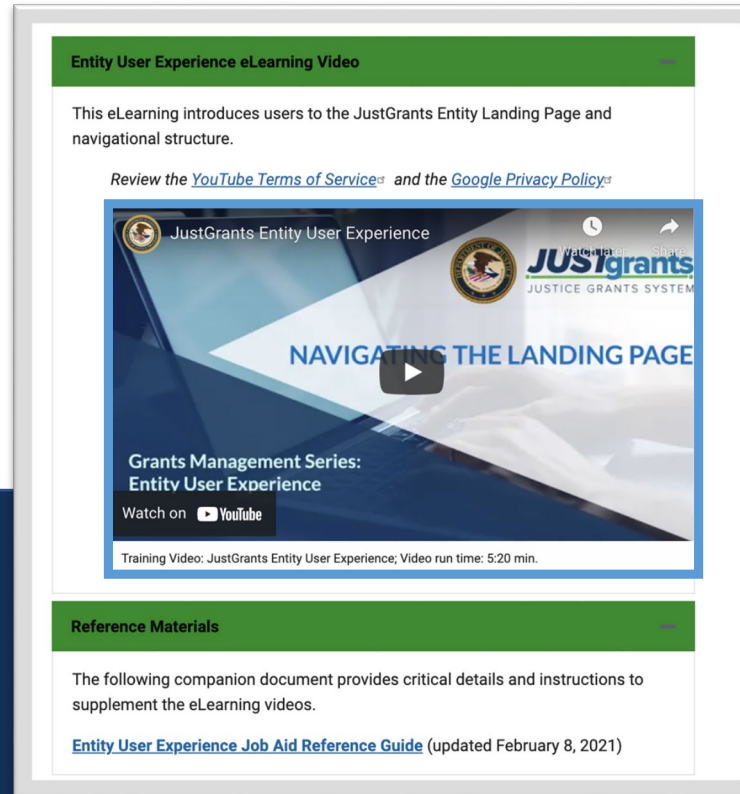 Entity User Experience eLearning Video
This eLearning introduces users to the JustGrants Entity Landing Page and
navigational structure.
Review the YouTube Terms of Service and the Google Privacy Policy
JustGrants Entity User Experience
Watch later
Share
JUSTgrants
JUSTICE GRANTS SYSTEM
NAVIGATING THE LANDING PAGE
Grants Management Series:
Entity User Experience
Watch on YouTube
Training Video: JustGrants Entity User Experience; Video run time: 5:20 min.
Reference Materials
The following companion document provides critical details and instructions to
supplement the eLearning videos.
Entity User Experience Job Aid Reference Guide (updated February 8, 2021)